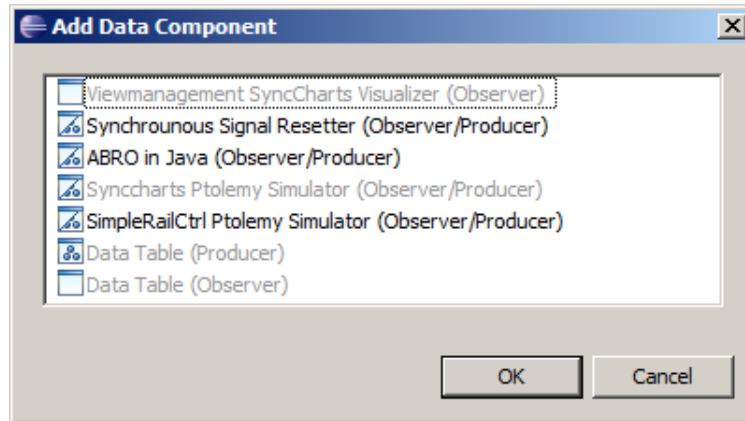 Add Data Component
Viewmanagement SyncCharts Visualizer (Observer)
Synchrounous Signal Resetter (Observer/Producer)
ABRO in Java (Observer/Producer)
Synccharts Ptolemy Simulator (Observer/Producer)
SimpleRailCtrl Ptolemy Simulator (Observer/Producer)
Data Table (Producer)
Data Table (Observer)
OK
Cancel